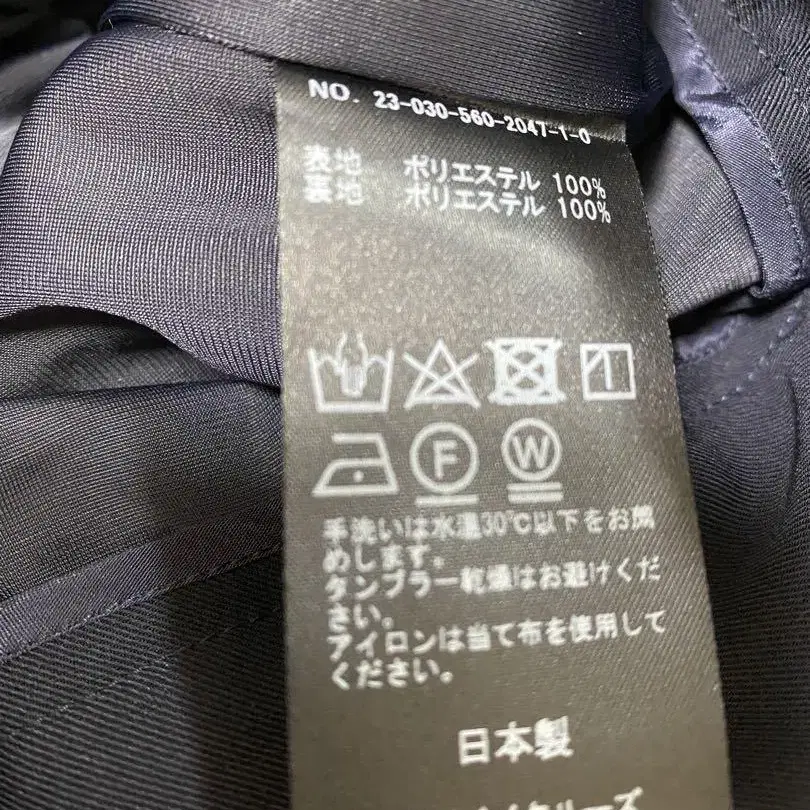 NO. 23-030-560-2047-1-0
表地 ポリエステル 100%
裏地 ポリエステル 100%
F W
手洗いは水温30℃以下をお薦
めします。
タンブラー乾燥はお避けくだ
さい。
アイロンは当て布を使用して
ください。
日本製